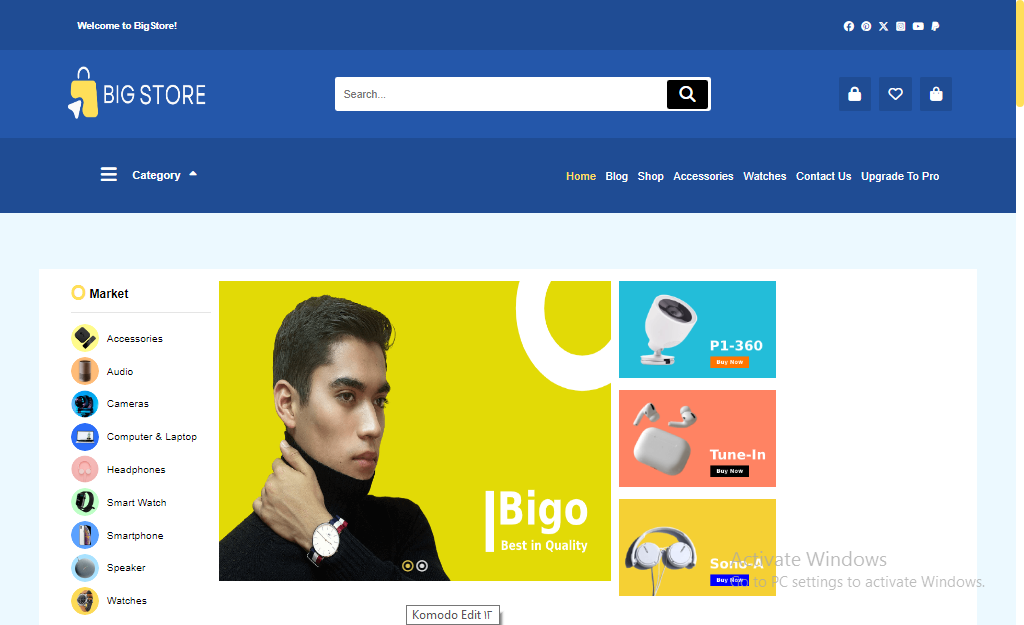 Welcome to BigStore!
BIG STORE
Search...
Category
Home Blog Shop Accessories Watches Contact Us Upgrade To Pro
Market
Accessories
Audio
Cameras
Computer & Laptop
Headphones
Smart Watch
Smartphone
Speaker
Watches
Bigo
Best in Quality
P1-360
Buy Now
Tune-In
Buy Now
Sono-A
Buy Now
Activate Windows
Go to PC settings to activate Windows.
Komodo Edit ۱۲